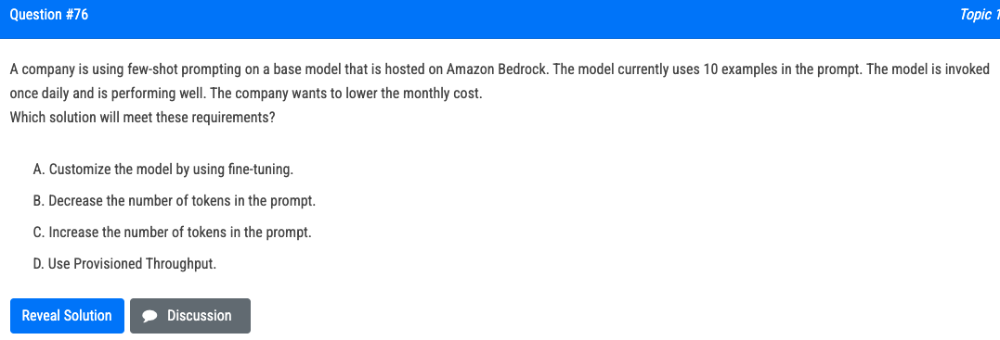 Question #76
Topic 1
A company is using few-shot prompting on a base model that is hosted on Amazon Bedrock. The model currently uses 10 examples in the prompt. The model is invoked
once daily and is performing well. The company wants to lower the monthly cost.
Which solution will meet these requirements?
A. Customize the model by using fine-tuning.
B. Decrease the number of tokens in the prompt.
C. Increase the number of tokens in the prompt.
D. Use Provisioned Throughput.
Reveal Solution
Discussion